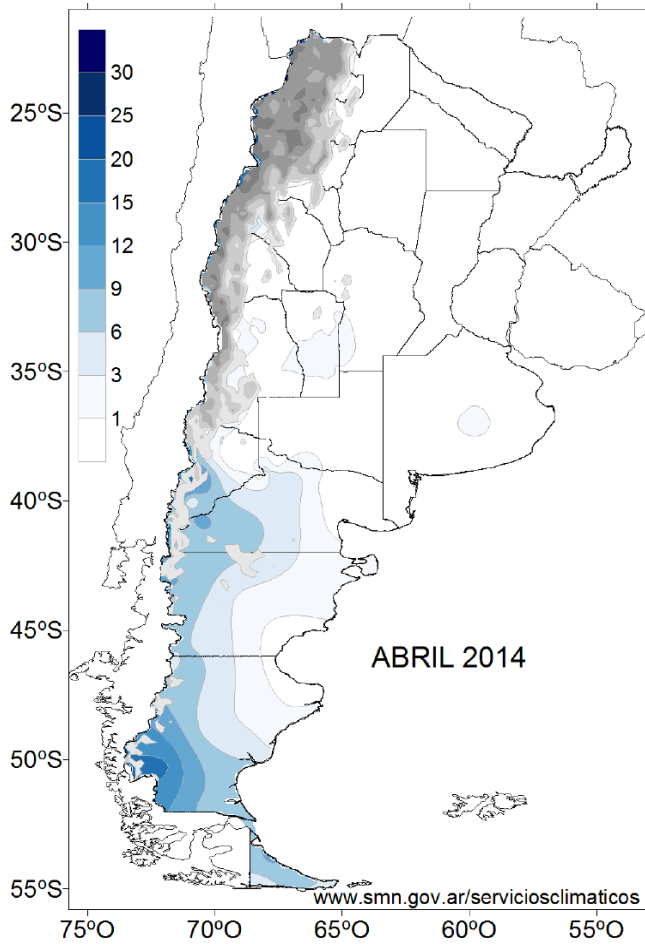 30
25
20
15
12
9
6
3
1
25ºS
30ºS
35ºS
40ºS
45ºS
50ºS
55ºS
ABRIL 2014
www.smn.gov.ar/serviciosclimaticos
75ºO
70ºO
65ºO
60ºO
55ºO